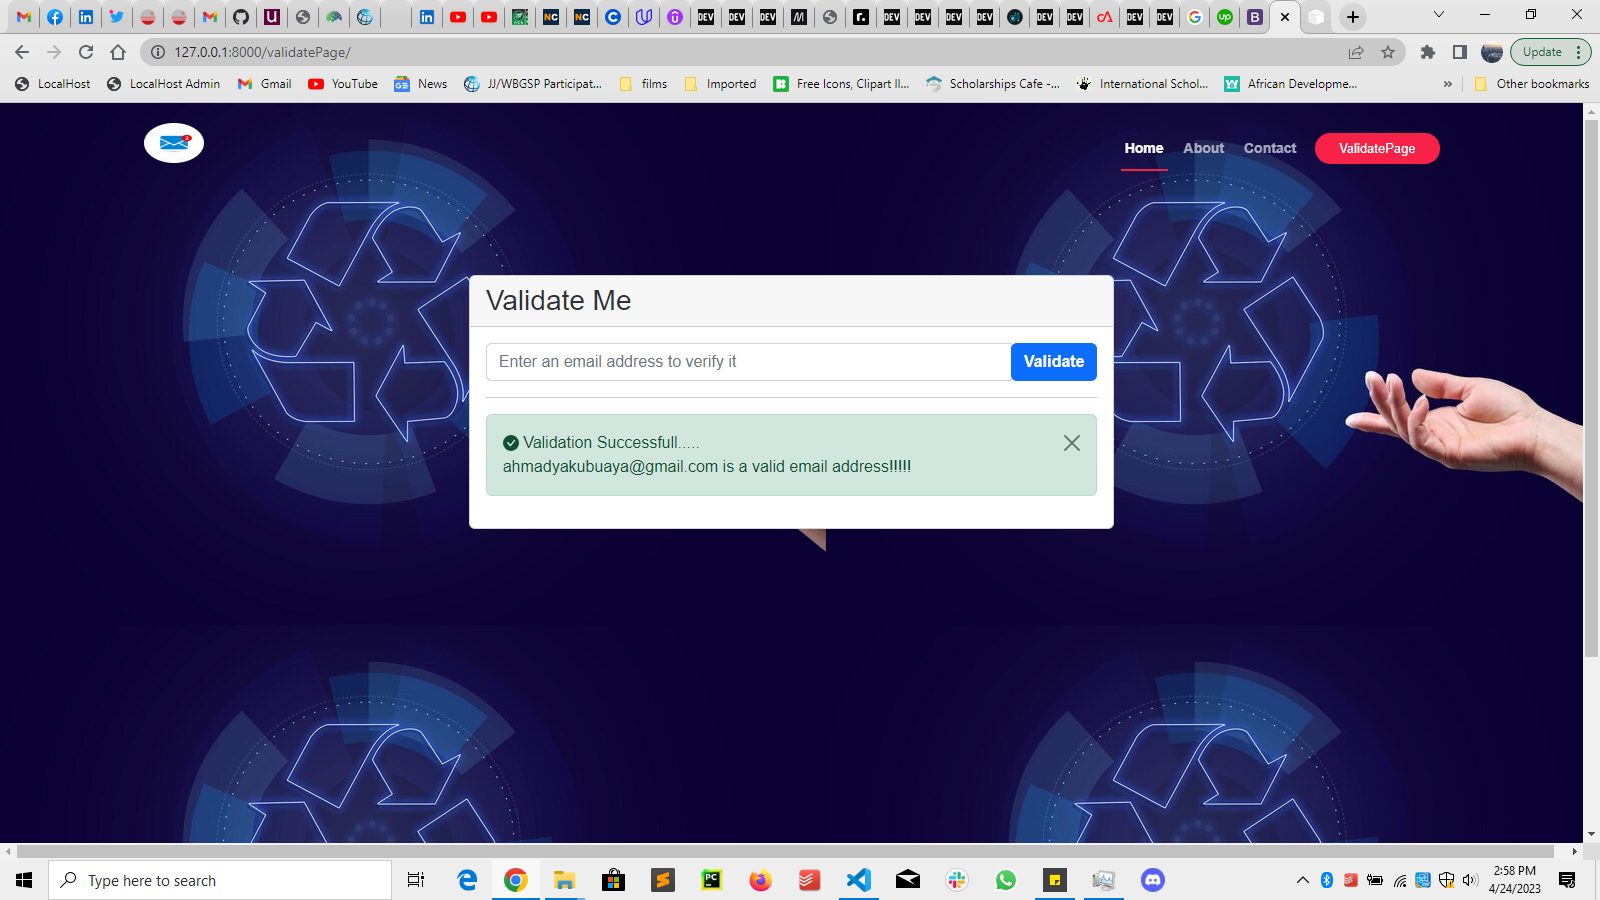 127.0.0.1:8000/validatePage/
Update
LocalHost
LocalHost Admin
Gmail
YouTube
News
JJ/WBGSP Participat...
films
Imported
Free Icons, Clipart Il...
Scholarships Cafe -...
International Schol...
African Developme...
»
Other bookmarks
Home
About
Contact
ValidatePage
Validate Me
Enter an email address to verify it
Validate
Validation Successfull.....
ahmadyakubuaya@gmail.com is a valid email address!!!!!
Type here to search
2:58 PM
4/24/2023